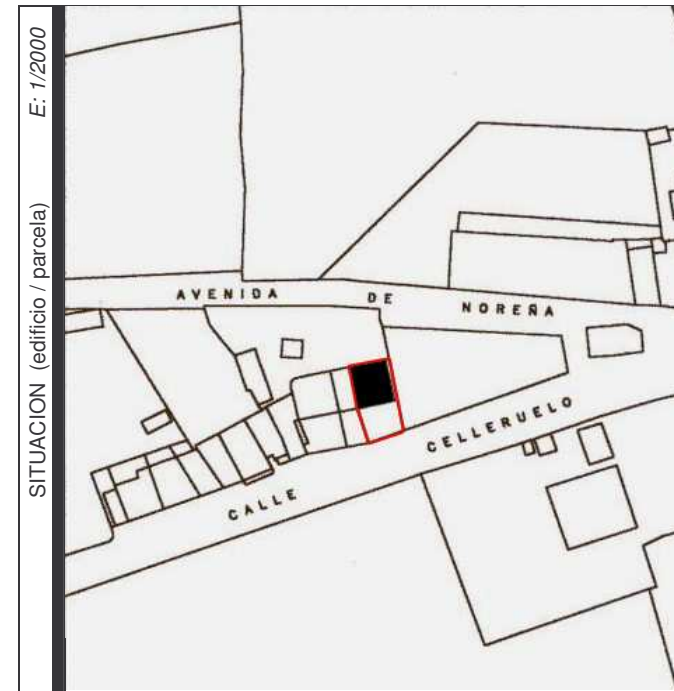 SITUACION (edificio / parcela) E: 1/2000
AVENIDA DE NOREÑA
CALLE CELLERUELO